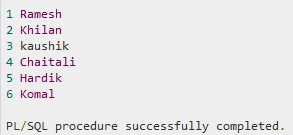 1 Ramesh
2 Khilan
3 kaushik
4 Chaitali
5 Hardik
6 Komal
PL/SQL procedure successfully completed.